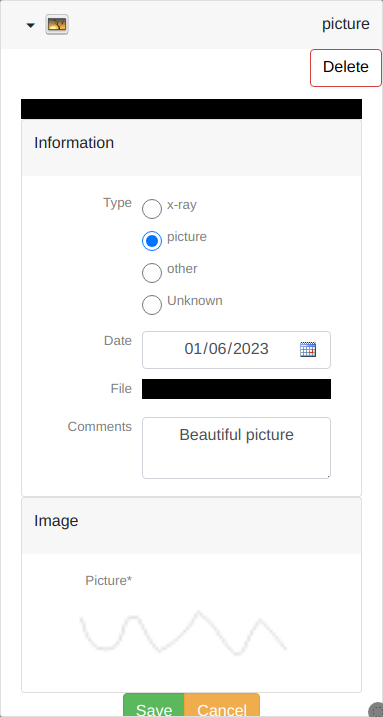 picture
Delete
Information
Type
x-ray
picture
other
Unknown
Date
01/06/2023
File
Comments
Beautiful picture
Image
Picture*
Save
Cancel